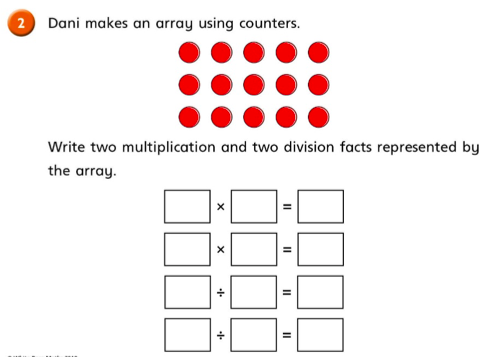 2 Dani makes an array using counters.
Write two multiplication and two division facts represented by
the array.
× =
× =
÷ =
÷ =